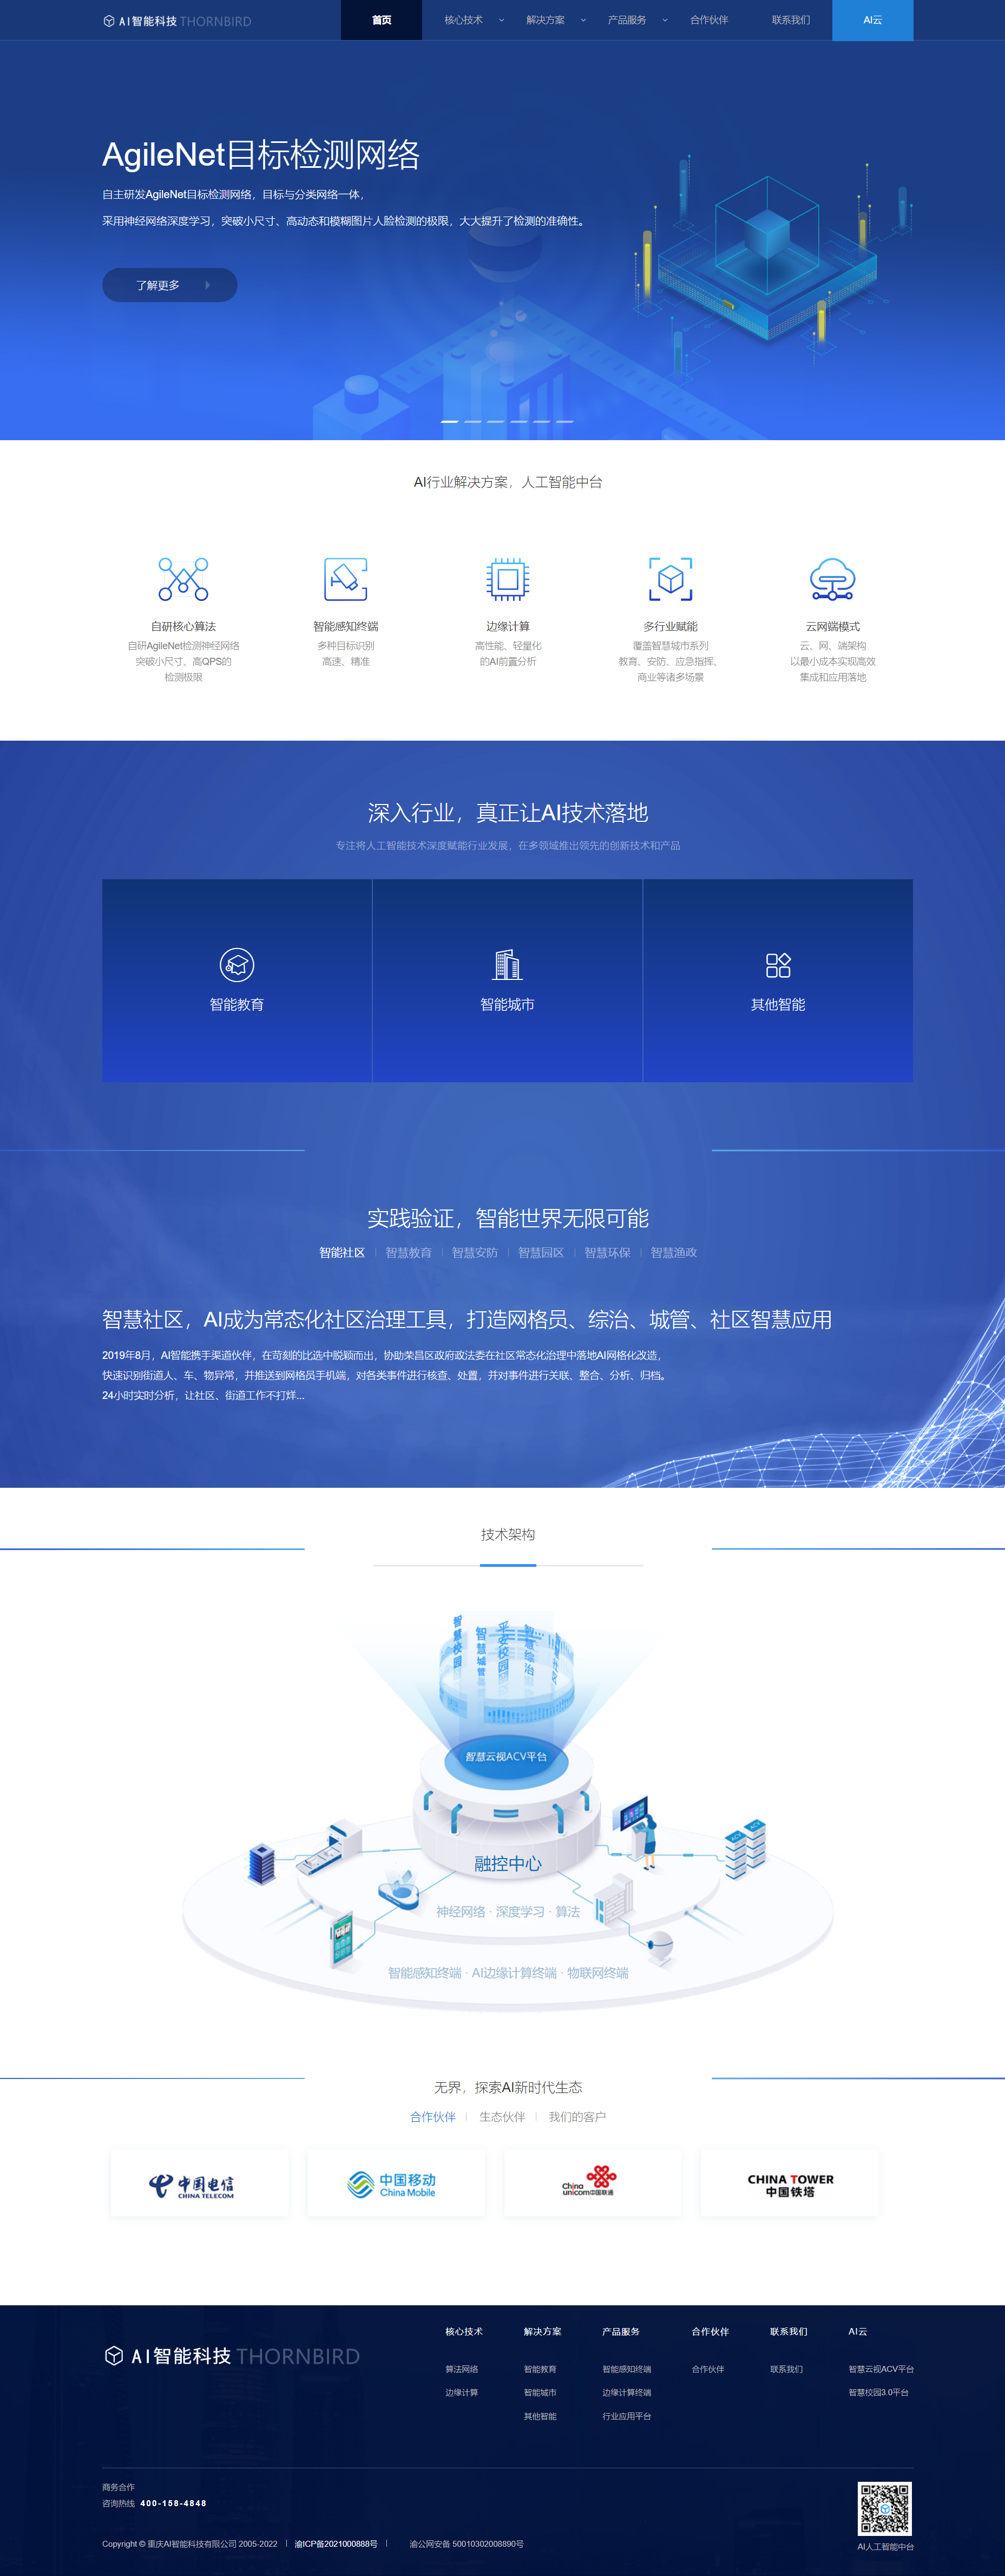 AI智能科技 THORNBIRD
首页
核心技术
解决方案
产品服务
合作伙伴
联系我们
AI云
AgileNet目标检测网络
自主研发AgileNet目标检测网络，目标与分类网络一体，
采用神经网络深度学习，突破小尺寸、高动态和模糊图片人脸检测的极限，大大提升了检测的准确性。
了解更多
AI行业解决方案，人工智能中台
自研核心算法
自研AgileNet检测神经网络
突破小尺寸、高QPS的
检测极限
智能感知终端
多种目标识别
高速、精准
边缘计算
高性能、轻量化
的AI前置分析
多行业赋能
覆盖智慧城市系列
教育、安防、应急指挥、
商业等诸多场景
云网端模式
云、网、端架构
以最小成本实现高效
集成和应用落地
深入行业，真正让AI技术落地
专注将人工智能技术深度赋能行业发展，在多领域推出领先的创新技术和产品
智能教育
智能城市
其他智能
实践验证，智能世界无限可能
智能社区
智慧教育
智慧安防
智慧园区
智慧环保
智慧渔政
智慧社区，AI成为常态化社区治理工具，打造网格员、综治、城管、社区智慧应用
2019年8月，AI智能携手渠道伙伴，在苛刻的比选中脱颖而出，协助荣昌区政府政法委在社区常态化治理中落地AI网格化改造，
快速识别街道人、车、物异常，并推送到网格员手机端，对各类事件进行核查、处置，并对事件进行关联、整合、分析、归档。
24小时实时分析，让社区、街道工作不打烊...
技术架构
智慧校园
智慧城管
平安校园
智慧综治
智慧云视ACV平台
融控中心
神经网络 · 深度学习 · 算法
智能感知终端 · AI边缘计算终端 · 物联网终端
无界，探索AI新时代生态
合作伙伴
生态伙伴
我们的客户
中国电信
CHINA TELECOM
中国移动
China Mobile
China
unicom中国联通
CHINA TOWER
中国铁塔
AI智能科技 THORNBIRD
核心技术
算法网络
边缘计算
解决方案
智能教育
智能城市
其他智能
产品服务
智能感知终端
边缘计算终端
行业应用平台
合作伙伴
合作伙伴
联系我们
联系我们
AI云
智慧云视ACV平台
智慧校园3.0平台
商务合作
咨询热线 400-158-4848
AI人工智能中台
Copyright © 重庆AI智能科技有限公司 2005-2022 | 渝ICP备2021000888号 | 渝公网安备 50010302008890号